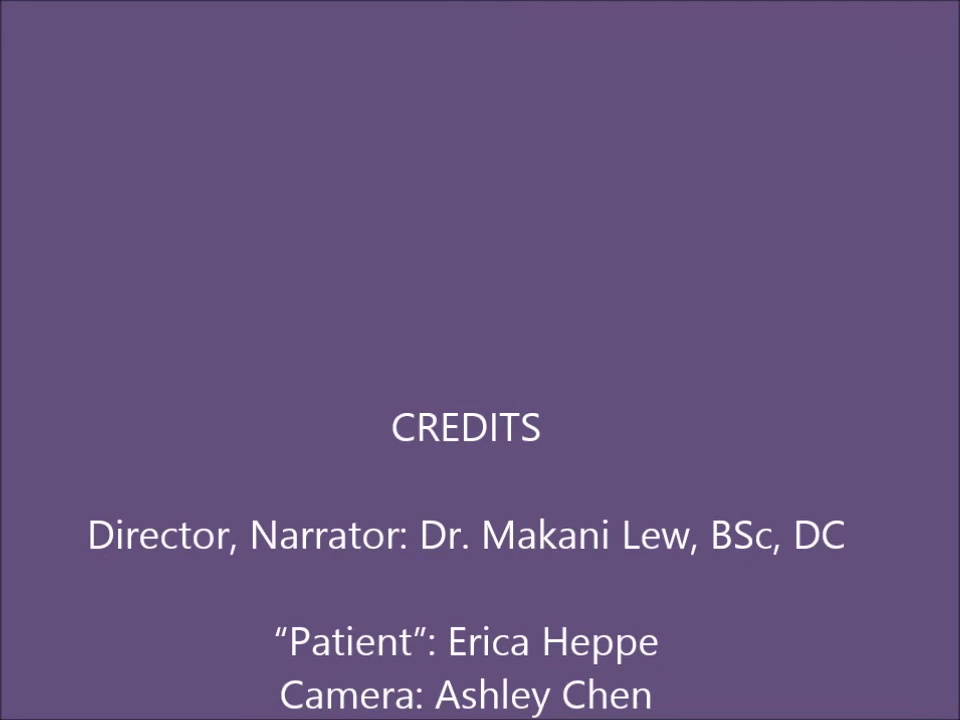 CREDITS
Director, Narrator: Dr. Makani Lew, BSc, DC
“Patient”: Erica Heppe
Camera: Ashley Chen